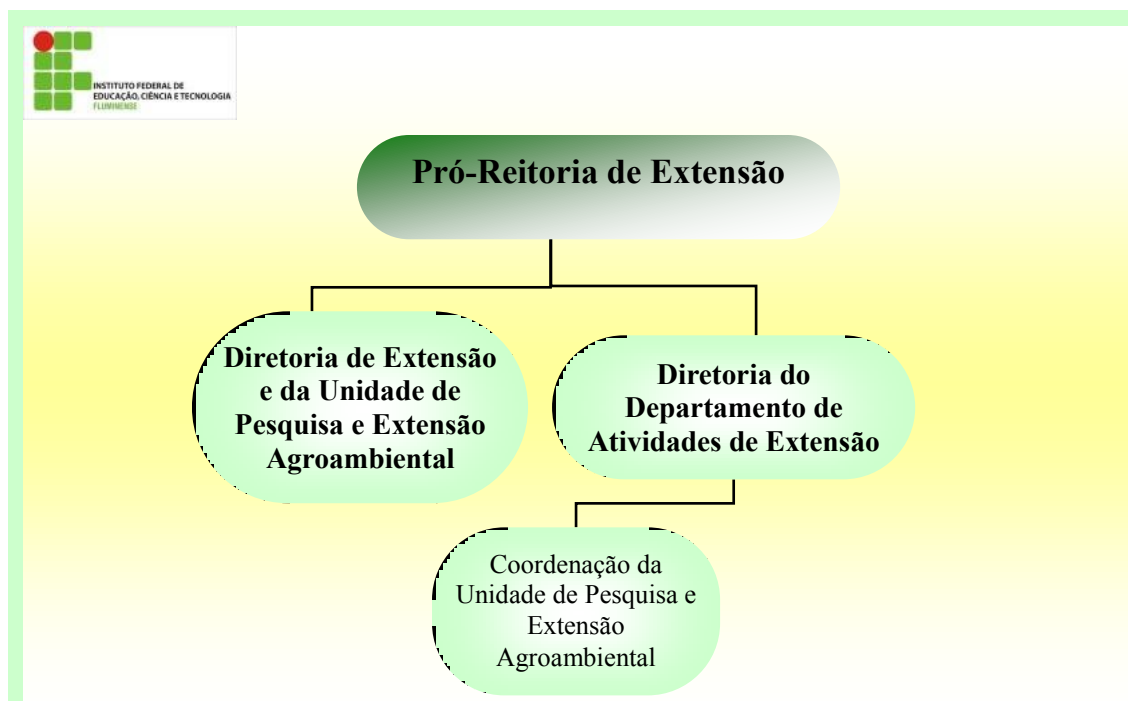 INSTITUTO FEDERAL DE
EDUCAÇÃO, CIÊNCIA E TECNOLOGIA
FLUMINENSE
Pró-Reitoria de Extensão
Diretoria de Extensão
e da Unidade de
Pesquisa e Extensão
Agroambiental
Diretoria do
Departamento de
Atividades de Extensão
Coordenação da
Unidade de Pesquisa e
Extensão
Agroambiental